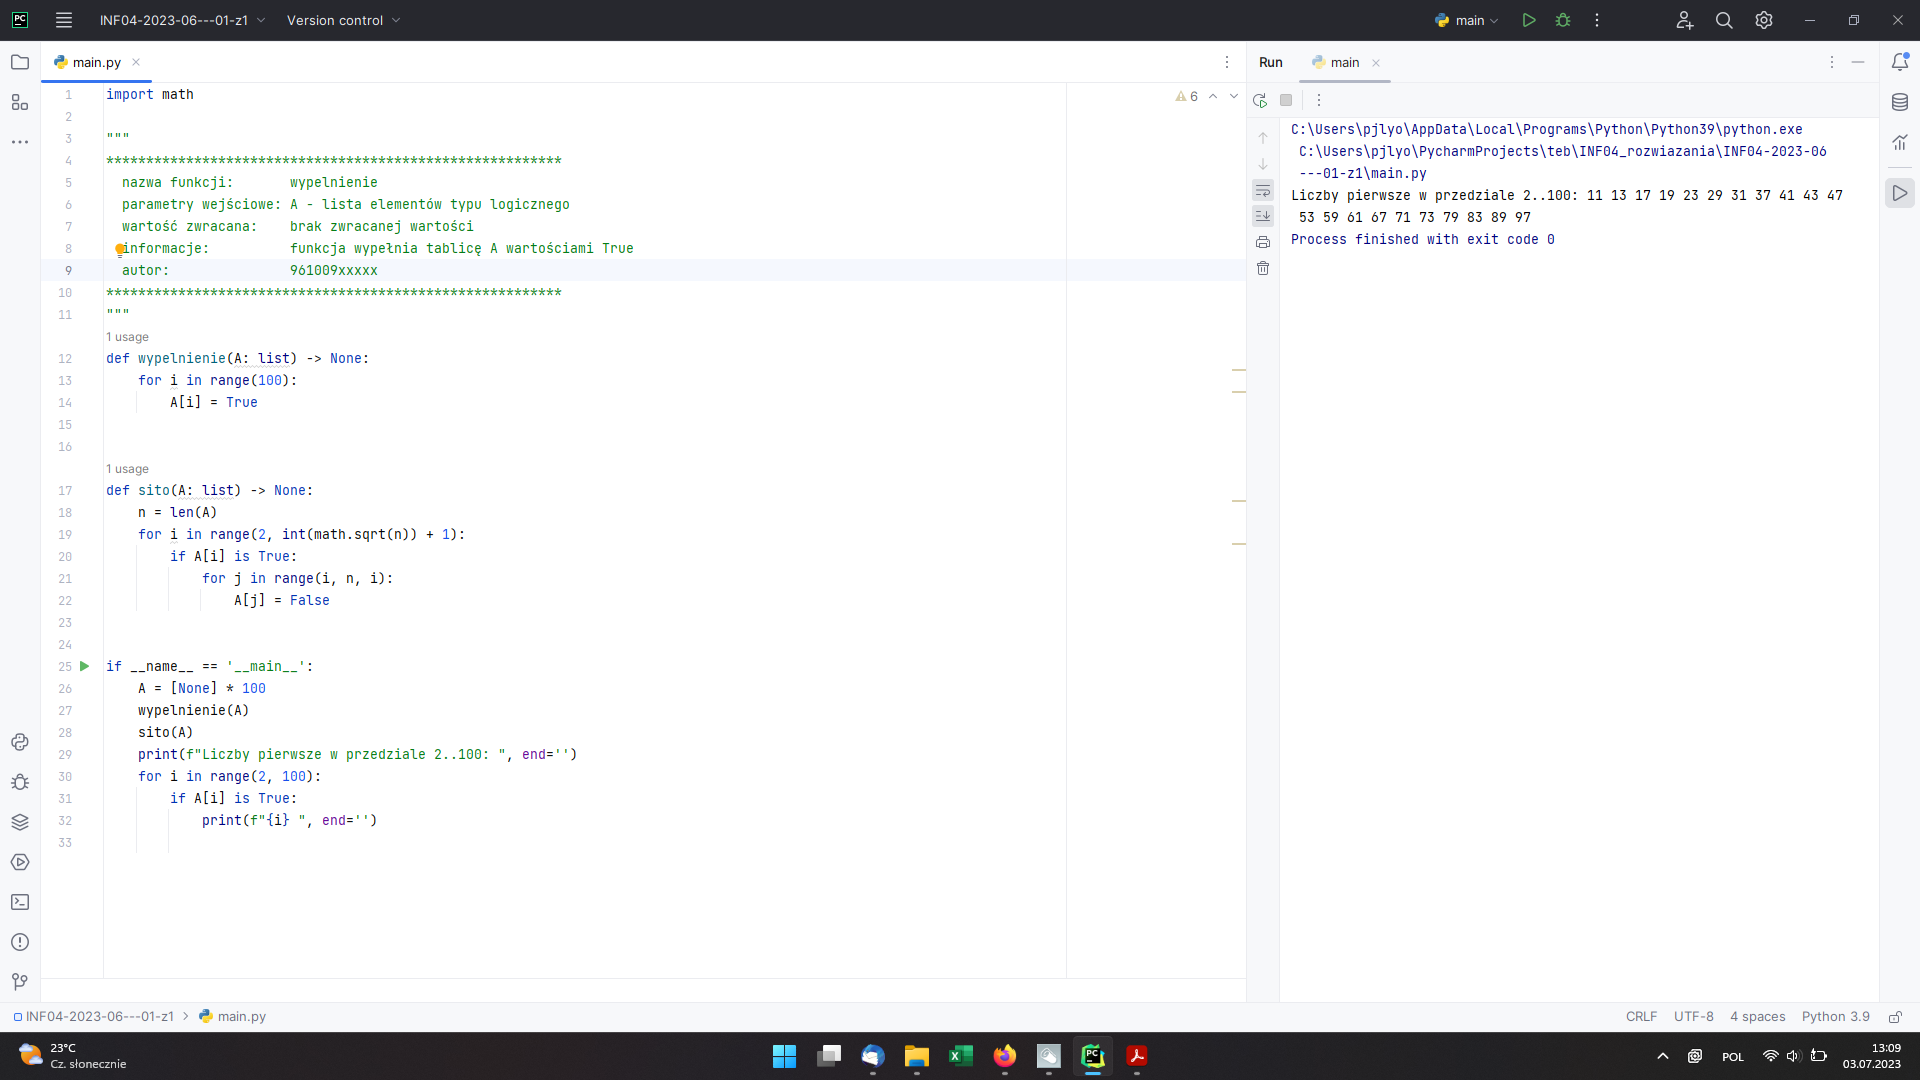 PC INF04-2023-06---01-z1 Version control main
main.py
Run main
1 import math
2
3 """
4 *********************************************************
5 nazwa funkcji: wypelnienie
6 parametry wejściowe: A - lista elementów typu logicznego
7 wartość zwracana: brak zwracanej wartości
8 informacje: funkcja wypełnia tablicę A wartościami True
9 autor: 961009xxxxx
10 *********************************************************
11 """
1 usage
12 def wypelnienie(A: list) -> None:
13 for i in range(100):
14 A[i] = True
15
16
1 usage
17 def sito(A: list) -> None:
18 n = len(A)
19 for i in range(2, int(math.sqrt(n)) + 1):
20 if A[i] is True:
21 for j in range(i, n, i):
22 A[j] = False
23
24
25 if __name__ == '__main__':
26 A = [None] * 100
27 wypelnienie(A)
28 sito(A)
29 print(f"Liczby pierwsze w przedziale 2..100: ", end='')
30 for i in range(2, 100):
31 if A[i] is True:
32 print(f"{i} ", end='')
33
6
C:\Users\pjlyo\AppData\Local\Programs\Python\Python39\python.exe
C:\Users\pjlyo\PycharmProjects\teb\INF04_rozwiazania\INF04-2023-06
---01-z1\main.py
Liczby pierwsze w przedziale 2..100: 11 13 17 19 23 29 31 37 41 43 47
53 59 61 67 71 73 79 83 89 97
Process finished with exit code 0
INF04-2023-06---01-z1 main.py
CRLF UTF-8 4 spaces Python 3.9
23°C
Cz. słonecznie
PC
POL
13:09
03.07.2023